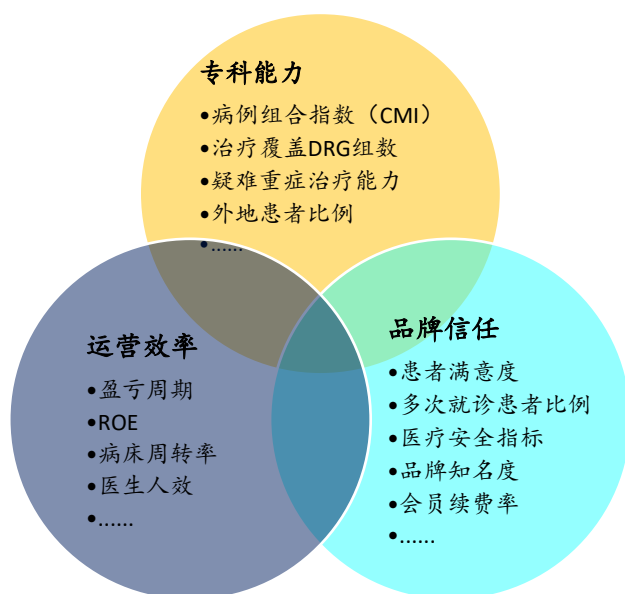 专科能力
•病例组合指数（CMI）
•治疗覆盖DRG组数
•疑难重症治疗能力
•外地患者比例
•......
运营效率
•盈亏周期
•ROE
•病床周转率
•医生人效
•......
品牌信任
•患者满意度
•多次就诊患者比例
•医疗安全指标
•品牌知名度
•会员续费率
•......